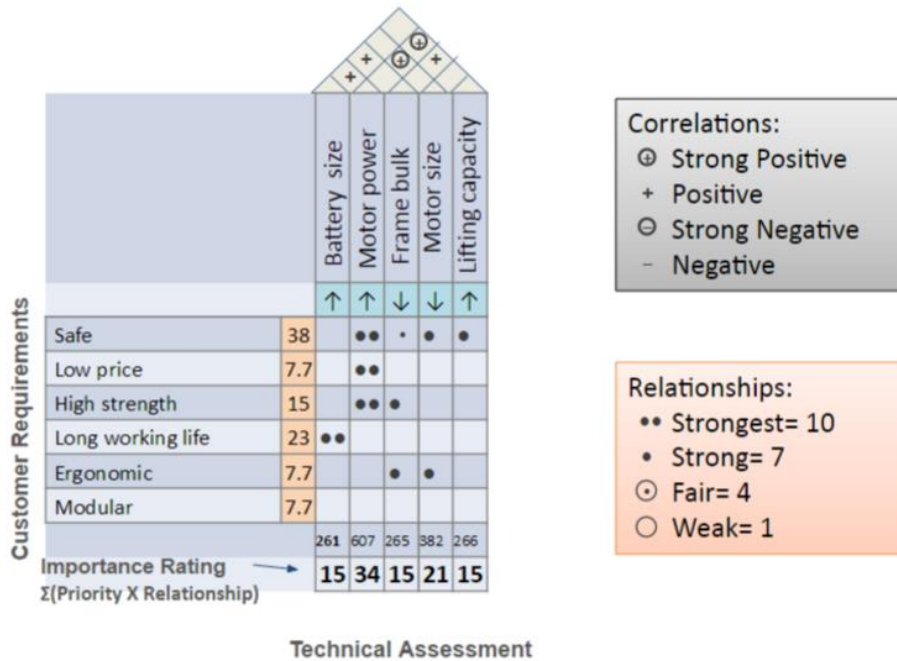 Battery size
Motor power
Frame bulk
Motor size
Lifting capacity
↑ ↑ ↓ ↓ ↑
Customer Requirements
Safe 38
Low price 7.7
High strength 15
Long working life 23
Ergonomic 7.7
Modular 7.7
261 607 265 382 266
Importance Rating
Σ(Priority X Relationship)
15 34 15 21 15
Technical Assessment
Correlations:
⊕ Strong Positive
+ Positive
⊖ Strong Negative
− Negative
Relationships:
•• Strongest= 10
• Strong= 7
⊙ Fair= 4
○ Weak= 1